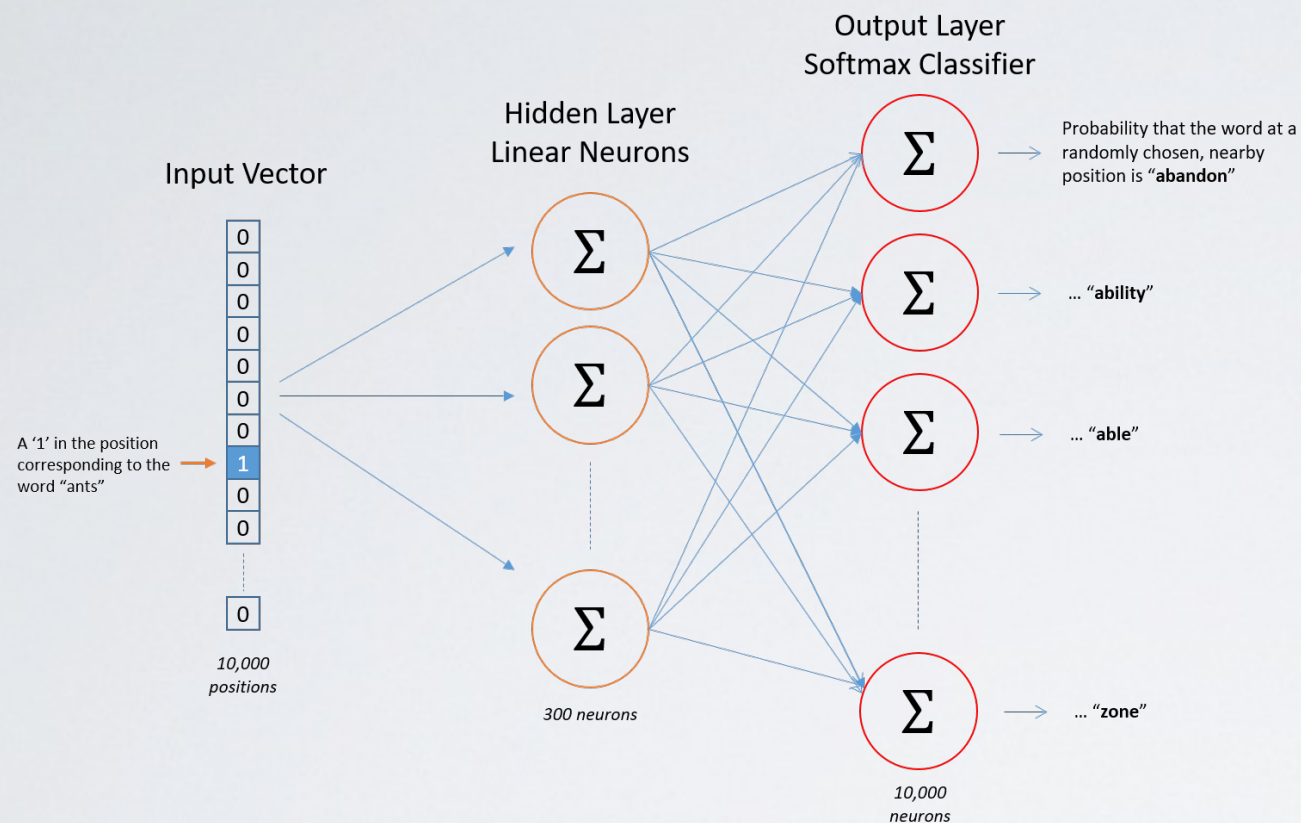 Output Layer
Softmax Classifier
Hidden Layer
Linear Neurons
Input Vector
0
0
0
0
0
0
0
1
0
0
0
10,000
positions
A ‘1’ in the position
corresponding to the
word “ants”
Σ
Σ
Σ
300 neurons
Σ
Probability that the word at a
randomly chosen, nearby
position is “abandon”
Σ
... “ability”
Σ
... “able”
Σ
... “zone”
10,000
neurons